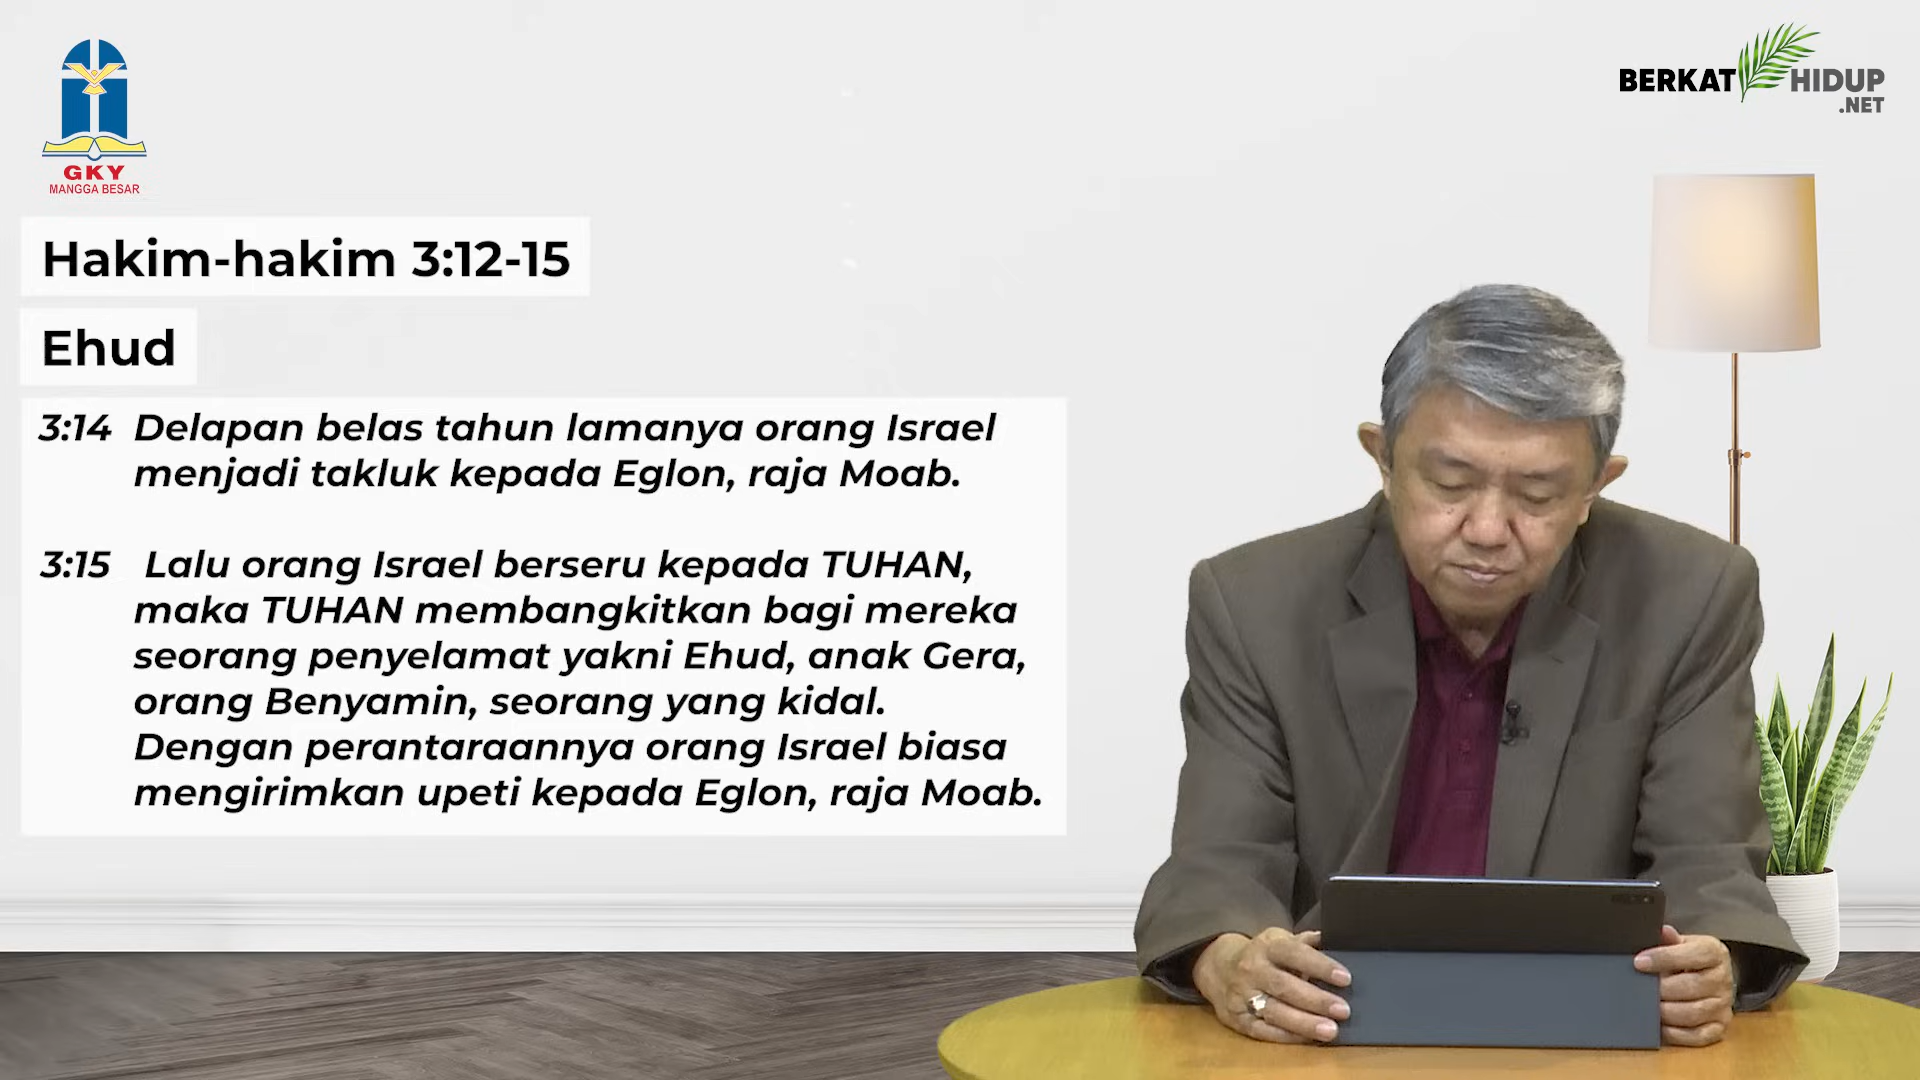 GKY
MANGGA BESAR
BERKAT HIDUP
.NET
Hakim-hakim 3:12-15
Ehud
3:14 Delapan belas tahun lamanya orang Israel
menjadi takluk kepada Eglon, raja Moab.
3:15 Lalu orang Israel berseru kepada TUHAN,
maka TUHAN membangkitkan bagi mereka
seorang penyelamat yakni Ehud, anak Gera,
orang Benyamin, seorang yang kidal.
Dengan perantaraannya orang Israel biasa
mengirimkan upeti kepada Eglon, raja Moab.